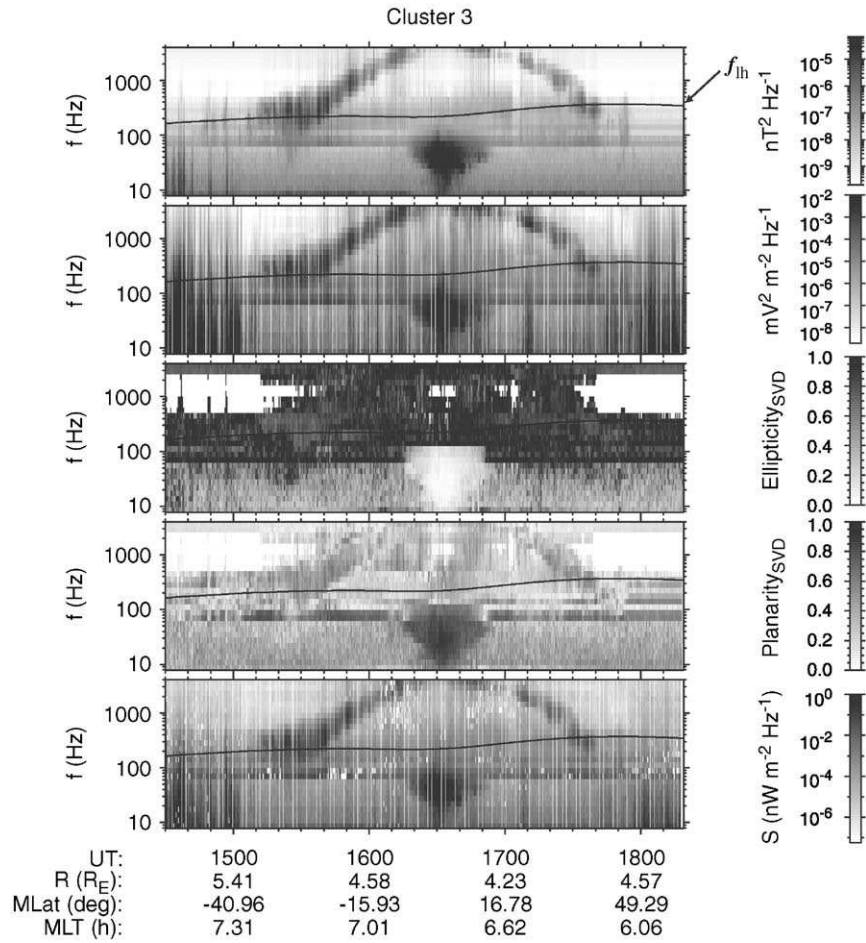 Cluster 3
f (Hz)
1000
100
10
f_lh
nT² Hz⁻¹
10⁻⁵
10⁻⁶
10⁻⁷
10⁻⁸
10⁻⁹
f (Hz)
1000
100
10
mV² m⁻² Hz⁻¹
10⁻²
10⁻³
10⁻⁴
10⁻⁵
10⁻⁶
10⁻⁷
10⁻⁸
f (Hz)
1000
100
10
Ellipticity_SVD
1.0
0.8
0.6
0.4
0.2
0.0
f (Hz)
1000
100
10
Planarity_SVD
1.0
0.8
0.6
0.4
0.2
0.0
f (Hz)
1000
100
10
S (nW m⁻² Hz⁻¹)
10⁰
10⁻²
10⁻⁴
10⁻⁶
UT: 1500 1600 1700 1800
R (R_E): 5.41 4.58 4.23 4.57
MLat (deg): -40.96 -15.93 16.78 49.29
MLT (h): 7.31 7.01 6.62 6.06